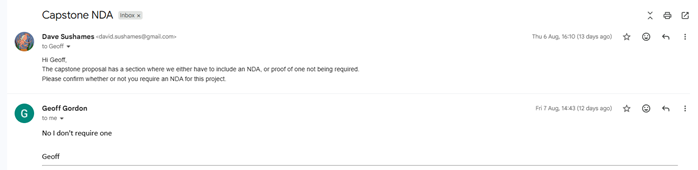 Capstone NDA Inbox ×
Dave Sushames <david.sushames@gmail.com> Thu 6 Aug, 16:10 (13 days ago)
to Geoff
Hi Geoff,
The capstone proposal has a section where we either have to include an NDA, or proof of one not being required.
Please confirm whether or not you require an NDA for this project.
G
Geoff Gordon Fri 7 Aug, 14:43 (12 days ago)
to me
No I don't require one
Geoff